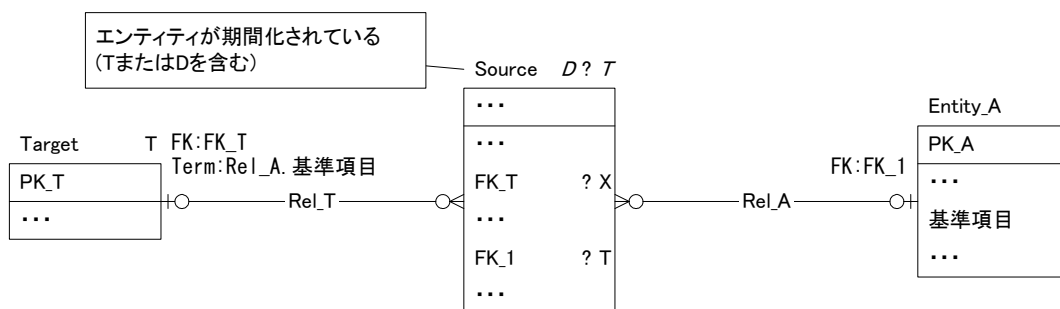 エンティティが期間化されている
(TまたはDを含む)
Source D ? T
・・・
・・・
FK_T ? X
・・・
FK_1 ? T
・・・
Target T
PK_T
・・・
FK:FK_T
Term:Rel_A.基準項目
Rel_T
Rel_A
FK:FK_1
Entity_A
PK_A
・・・
基準項目
・・・